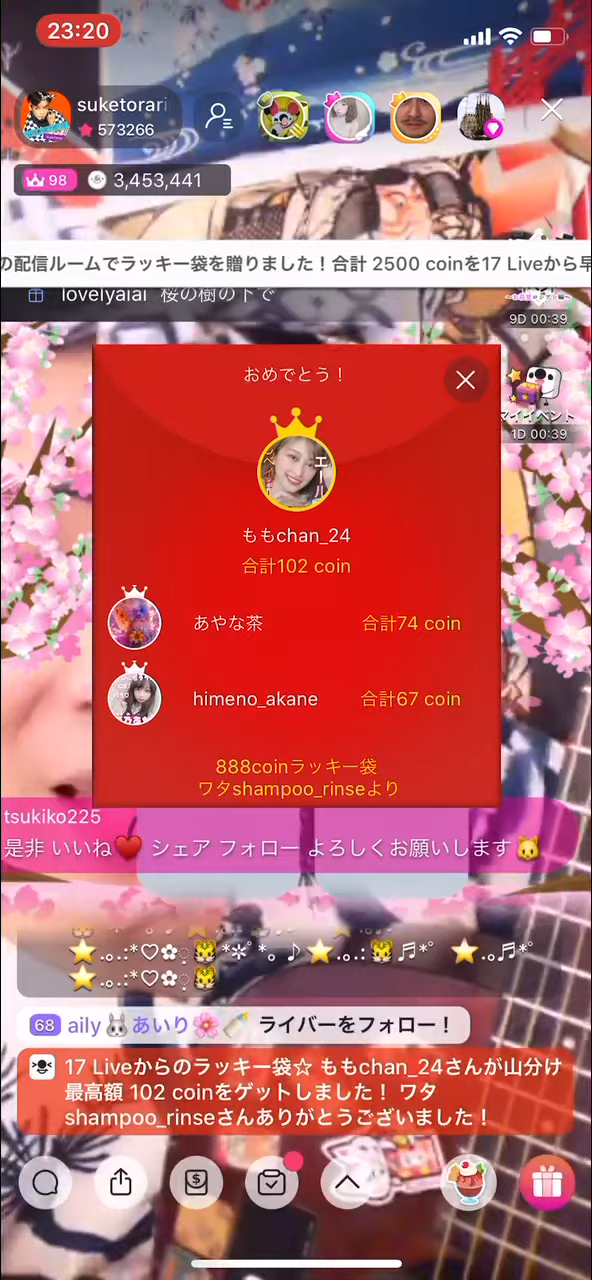 23:20
suketorari
573266
98
3,453,441
の配信ルームでラッキー袋を贈りました！合計 2500 coinを17 Liveから早
lovelyaiai 桜の樹の下で
9D 00:39
マイイベント
1D 00:39
おめでとう！
エール
ももchan_24
合計102 coin
あやな茶 合計74 coin
himeno_akane 合計67 coin
888coinラッキー袋
ワタshampoo_rinseより
tsukiko225
是非 いいね❤️ シェア フォロー よろしくお願いします🐱
⭐.｡.:*♡✿ྀ🐯*✲ﾟ*｡♪⭐.｡.:🐯♬*ﾟ ⭐.｡♬*ﾟ
⭐.｡.:*♡✿ྀ🐯
68 aily🐰あいり🌸🍼 ライバーをフォロー！
17 Liveからのラッキー袋☆ ももchan_24さんが山分け
最高額 102 coinをゲットしました！ ワタ
shampoo_rinseさんありがとうございました！